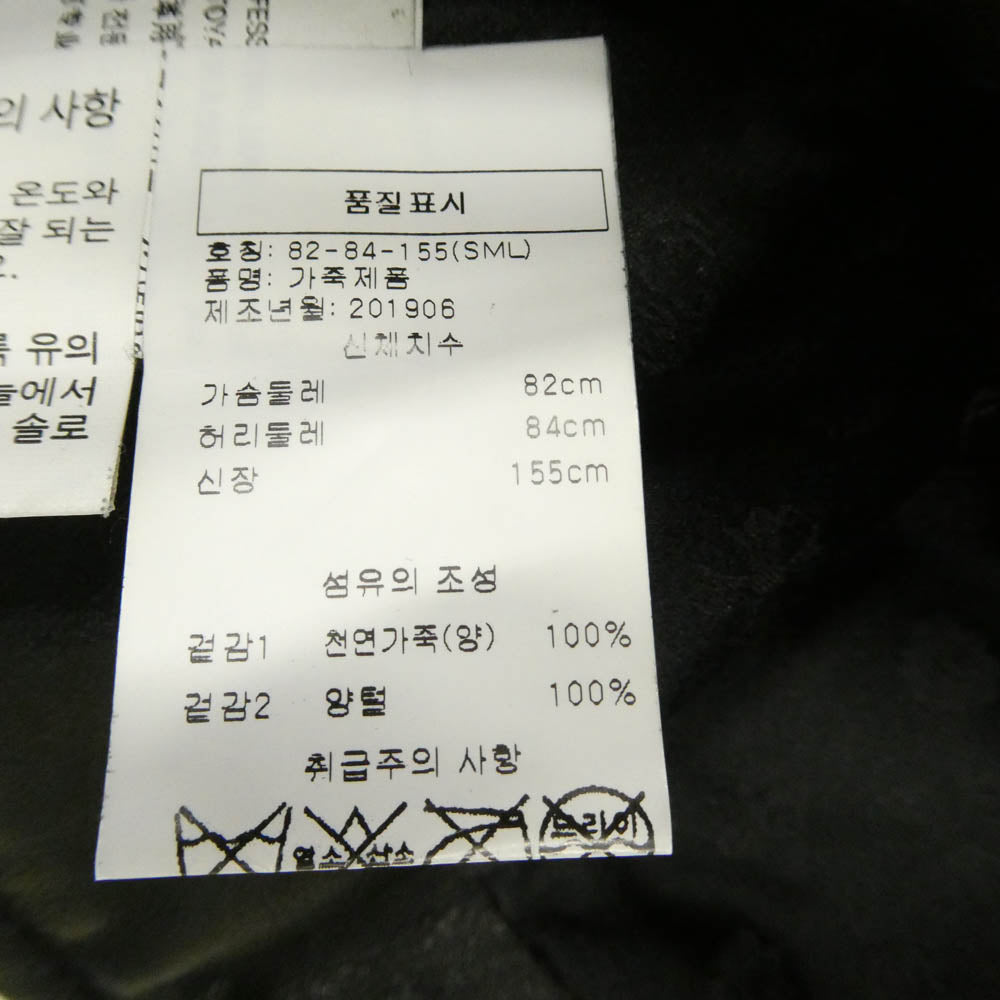 의 사항
온도와
잘 되는
유의
에서
솔로
품질표시
호칭: 82-84-155(SML)
품명: 가죽제품
제조년월: 201906
신체치수
가슴둘레 82cm
허리둘레 84cm
신장 155cm
섬유의 조성
겉감1 천연가죽(양) 100%
겉감2 양털 100%
취급주의 사항
염소 산소
드라이